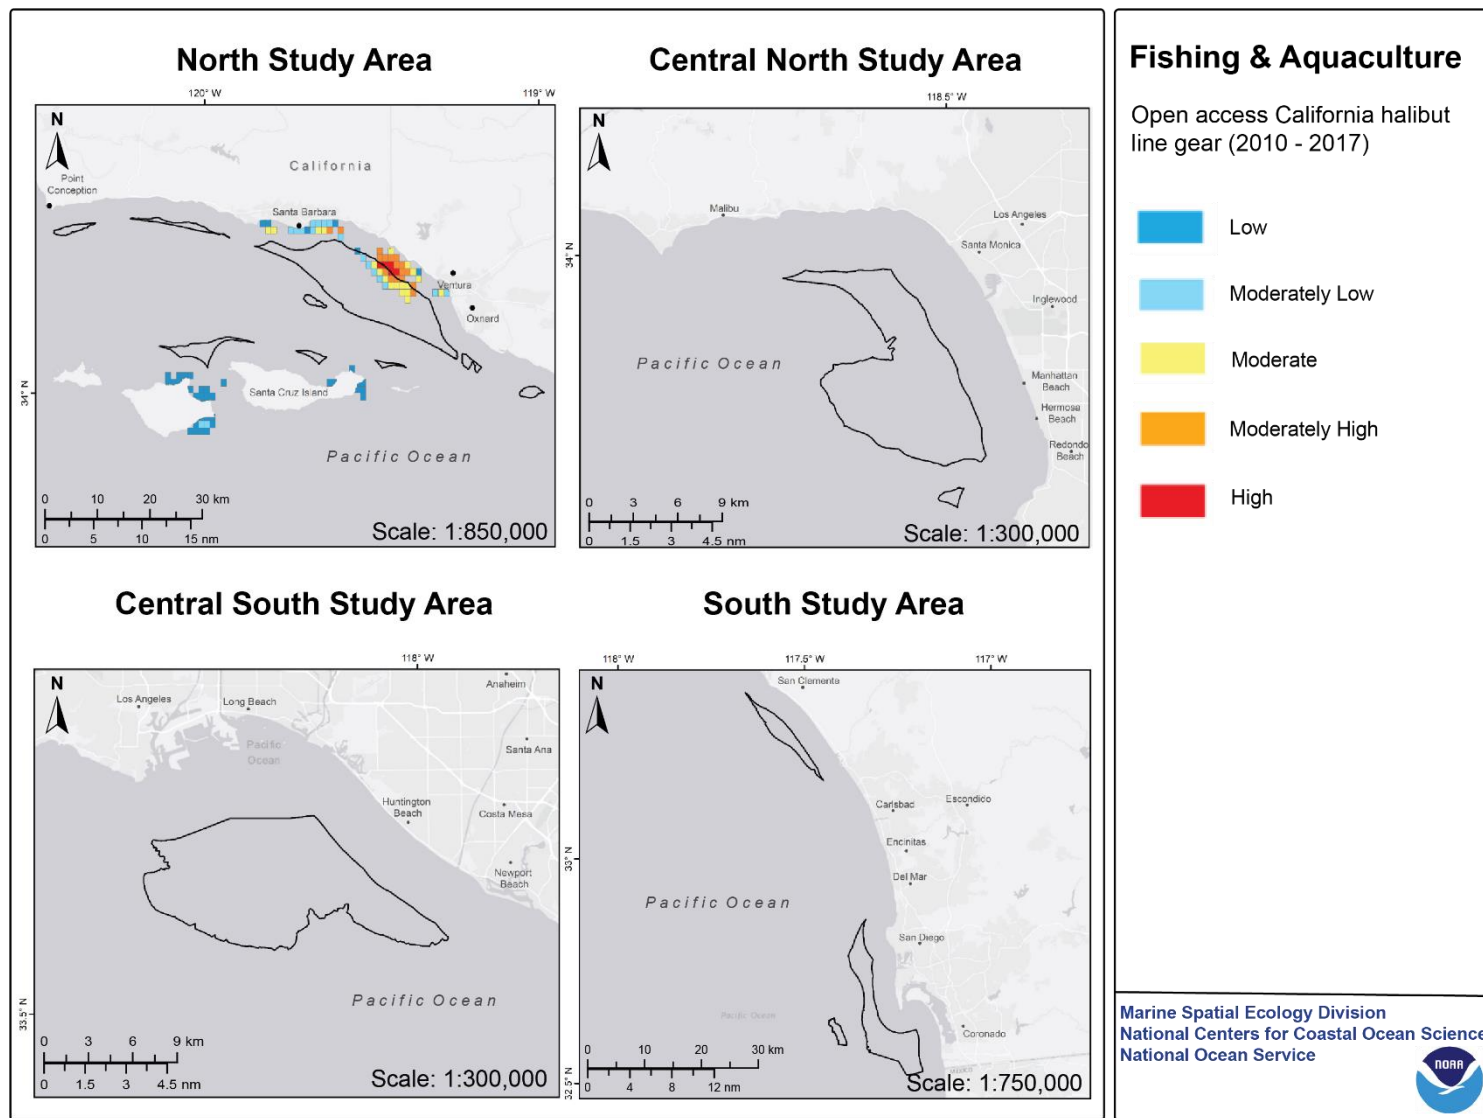 North Study Area
120° W
119° W
N
California
Point
Conception
Santa Barbara
Ventura
Oxnard
34° N
Santa Cruz Island
Pacific Ocean
0 10 20 30 km
0 5 10 15 nm
Scale: 1:850,000
Central North Study Area
118.5° W
N
Malibu
Los Angeles
Santa Monica
34° N
Inglewood
Pacific Ocean
Manhattan
Beach
Hermosa
Beach
Redondo
Beach
0 3 6 9 km
0 1.5 3 4.5 nm
Scale: 1:300,000
Central South Study Area
118° W
N
Anaheim
Los Angeles
Long Beach
Pacific
Ocean
Santa Ana
Huntington
Beach
Costa Mesa
Newport
Beach
Pacific Ocean
33.5° N
0 3 6 9 km
0 1.5 3 4.5 nm
Scale: 1:300,000
South Study Area
118° W
117.5° W
117° W
N
San Clemente
Carlsbad
Escondido
Encinitas
33° N
Del Mar
Pacific Ocean
San Diego
Pacific Ocean
Coronado
Mexico
0 10 20 30 km
0 4 8 12 nm
32.5° N
Scale: 1:750,000
Fishing & Aquaculture
Open access California halibut
line gear (2010 - 2017)
Low
Moderately Low
Moderate
Moderately High
High
Marine Spatial Ecology Division
National Centers for Coastal Ocean Science
National Ocean Service
NOAA